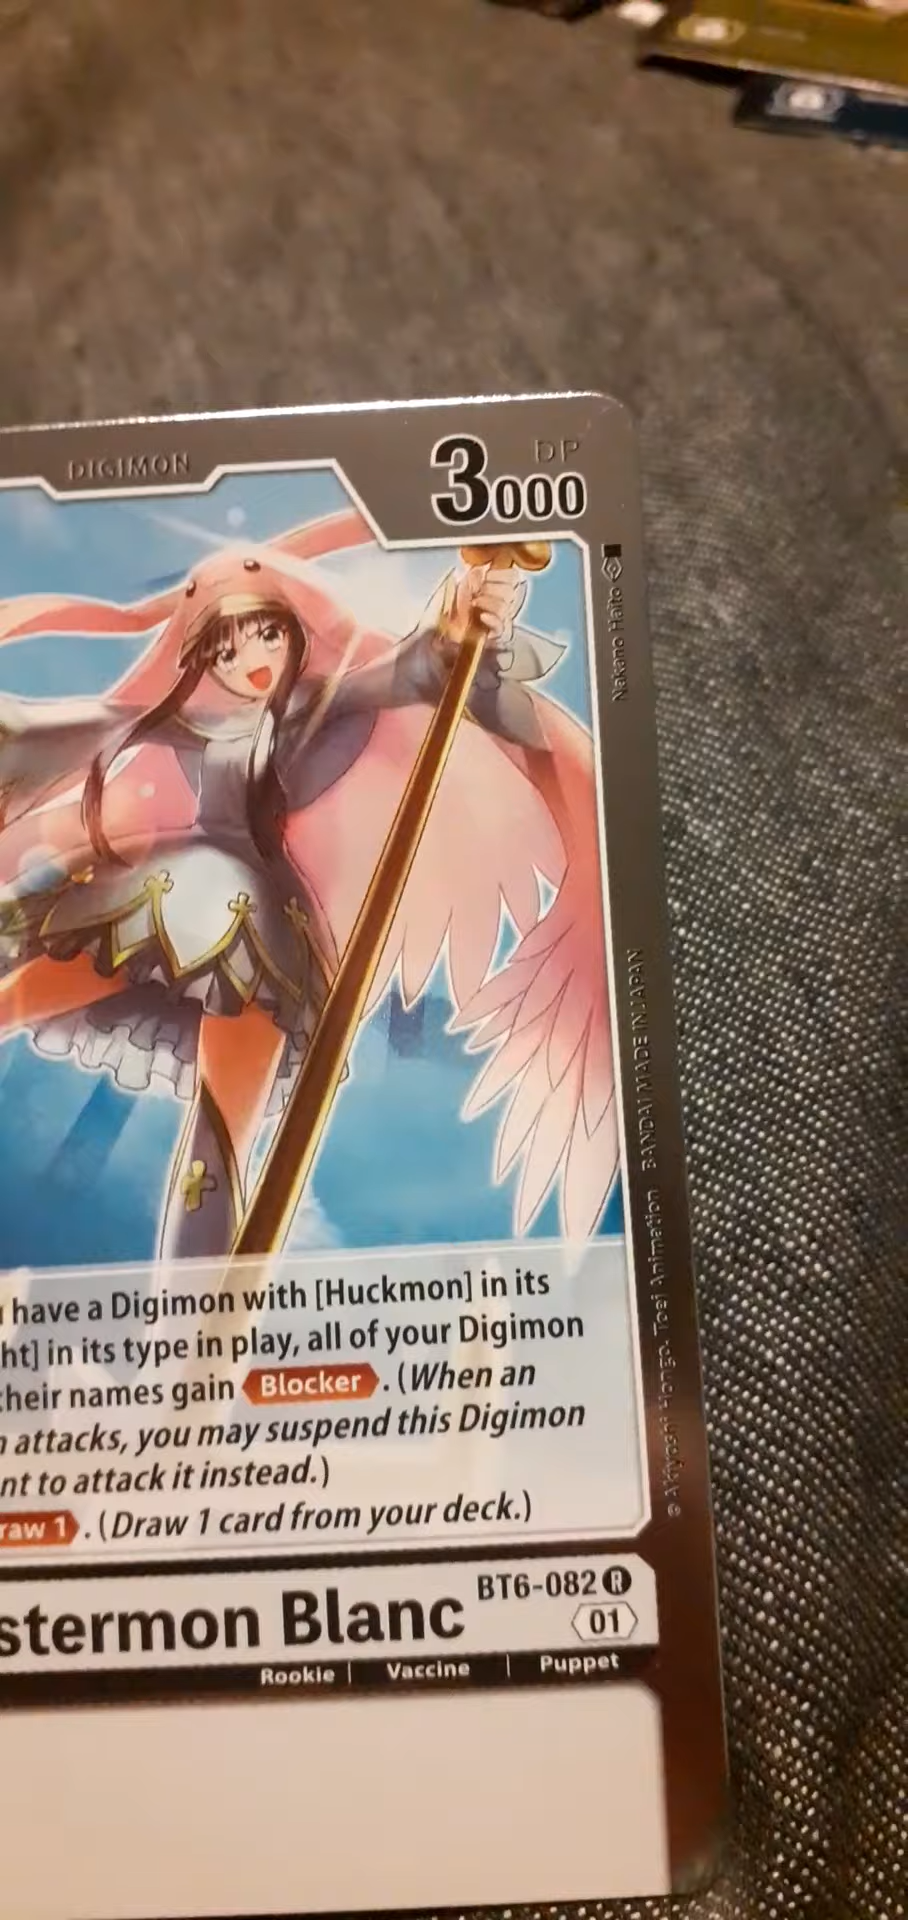 DIGIMON
DP
3000
Nakano Haito
have a Digimon with [Huckmon] in its
ht] in its type in play, all of your Digimon
their names gain Blocker. (When an
attacks, you may suspend this Digimon
nt to attack it instead.)
raw 1. (Draw 1 card from your deck.)
© Akiyoshi Hongo, Toei Animation BANDAI MADE IN JAPAN
stermon Blanc
BT6-082 R
01
Rookie | Vaccine | Puppet